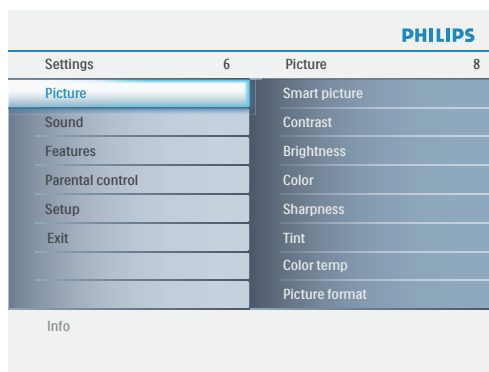 PHILIPS
Settings 6 Picture 8
Picture
Sound
Features
Parental control
Setup
Exit
Smart picture
Contrast
Brightness
Color
Sharpness
Tint
Color temp
Picture format
Info